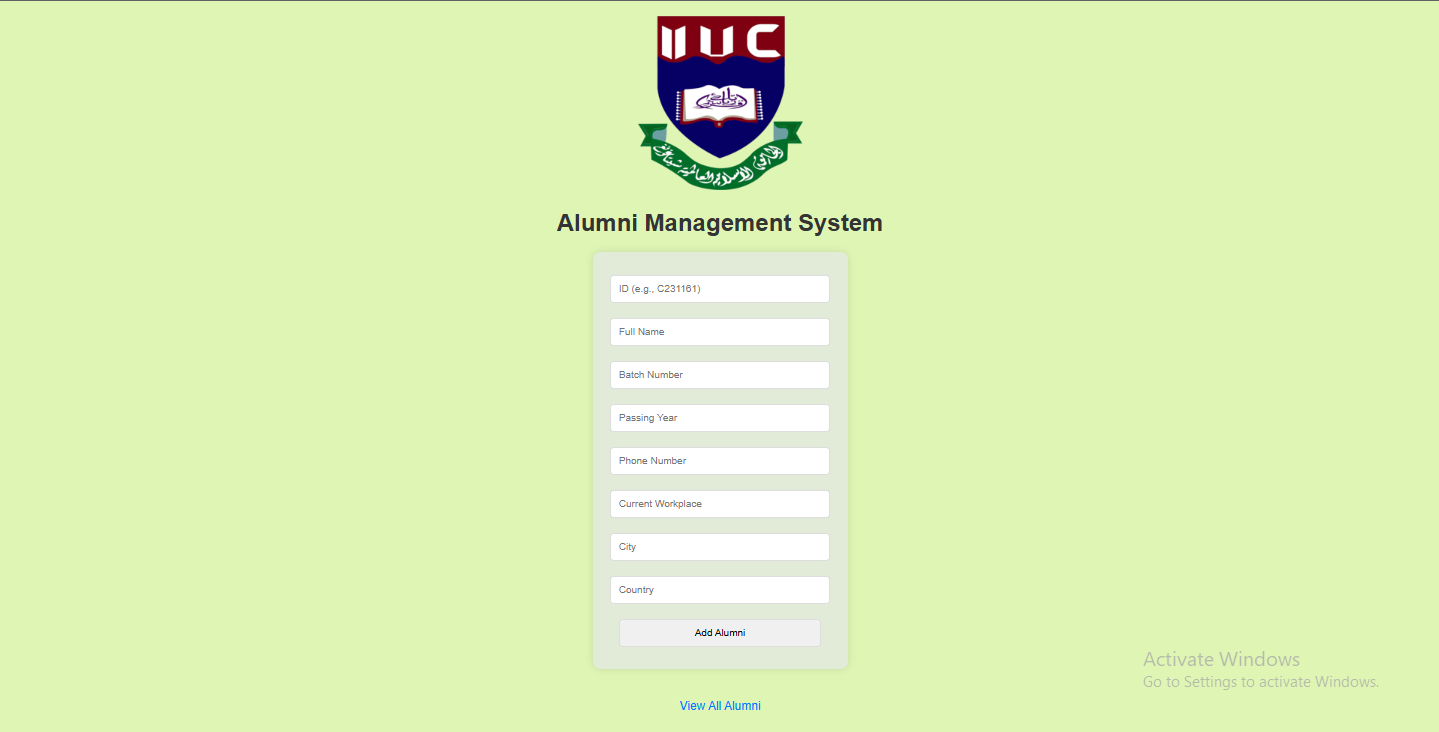 IIUC
Alumni Management System
ID (e.g., C231161)
Full Name
Batch Number
Passing Year
Phone Number
Current Workplace
City
Country
Add Alumni
Activate Windows
Go to Settings to activate Windows.
View All Alumni